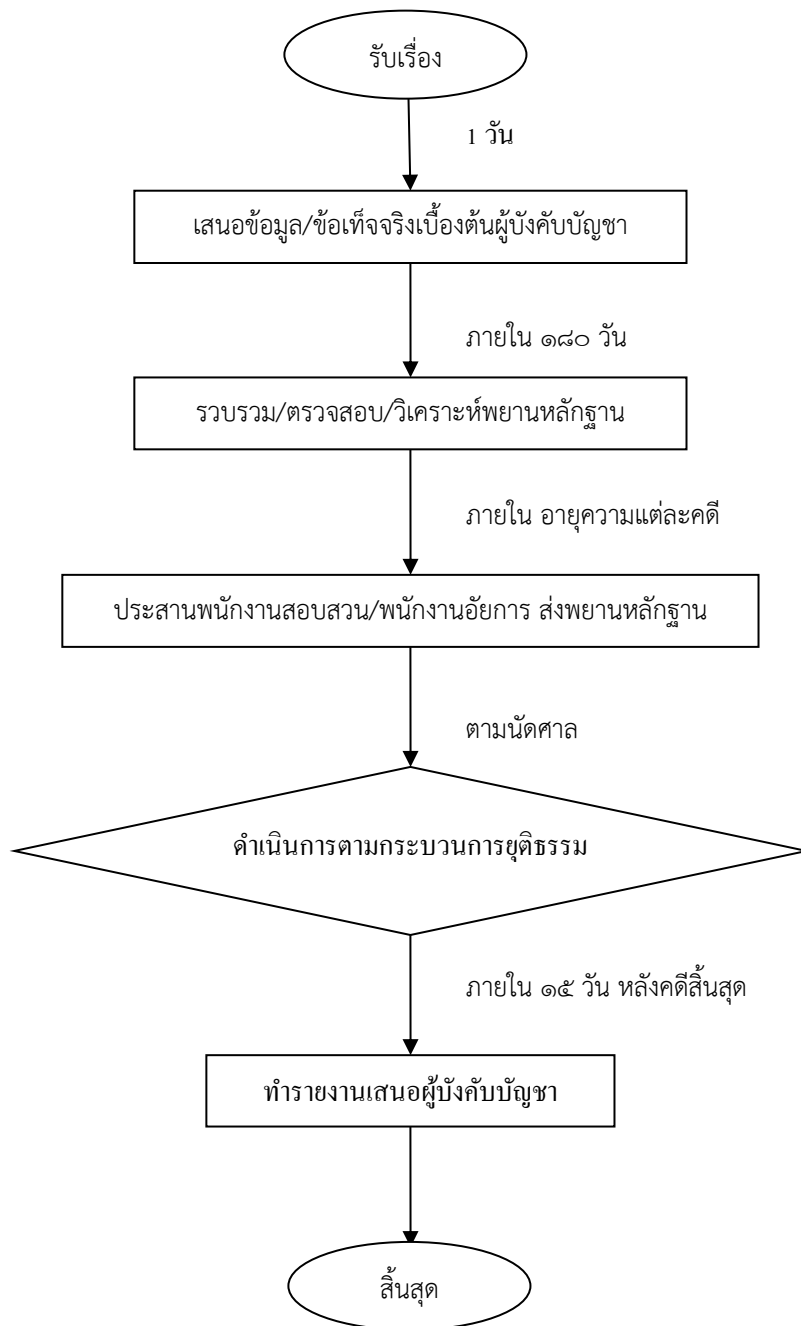 รับเรื่อง
1 วัน
เสนอข้อมูล/ข้อเท็จจริงเบื้องต้นผู้บังคับบัญชา
ภายใน ๑๘๐ วัน
รวบรวม/ตรวจสอบ/วิเคราะห์พยานหลักฐาน
ภายใน อายุความแต่ละคดี
ประสานพนักงานสอบสวน/พนักงานอัยการ ส่งพยานหลักฐาน
ตามนัดศาล
ดำเนินการตามกระบวนการยุติธรรม
ภายใน ๑๕ วัน หลังคดีสิ้นสุด
ทำรายงานเสนอผู้บังคับบัญชา
สิ้นสุด